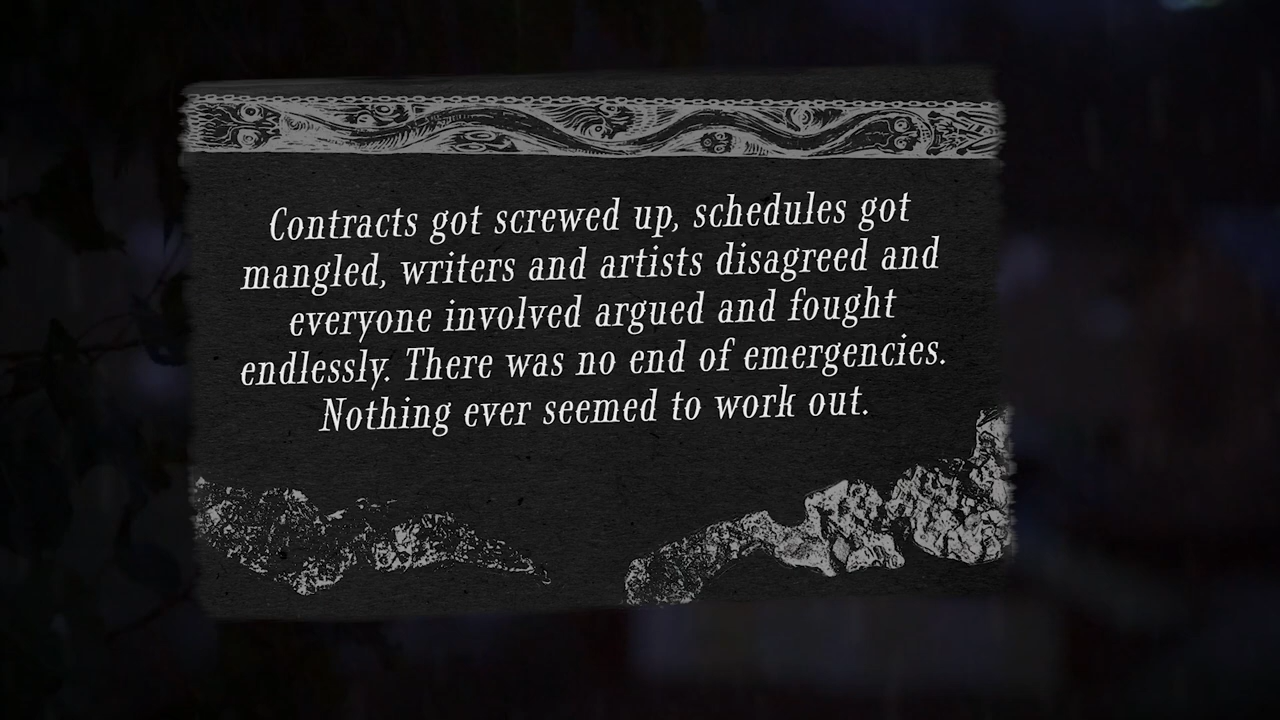 Contracts got screwed up, schedules got
mangled, writers and artists disagreed and
everyone involved argued and fought
endlessly. There was no end of emergencies.
Nothing ever seemed to work out.